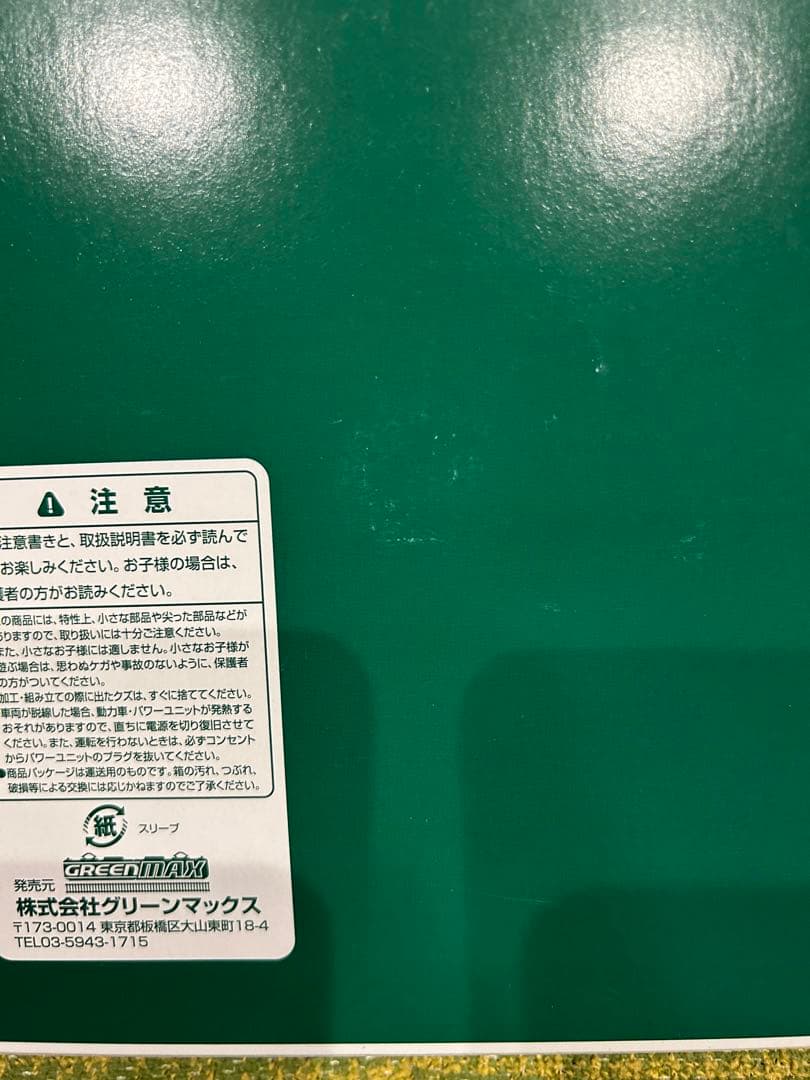 注意
注意書きと、取扱説明書を必ず読んで
お楽しみください。お子様の場合は、
護者の方がお読みください。
の商品には、特性上、小さな部品や尖った部品などが
ありますので、取り扱いには十分ご注意ください。
また、小さなお子様には適しません。小さなお子様が
遊ぶ場合は、思わぬケガや事故のないように、保護者
の方がついてください。
加工・組み立ての際に出たクズは、すぐに捨ててください。
車両が脱線した場合、動力車・パワーユニットが発熱する
おそれがありますので、直ちに電源を切り復旧させて
ください。また、運転を行わないときは、必ずコンセント
からパワーユニットのプラグを抜いてください。
●商品パッケージは運送用のものです。箱の汚れ、つぶれ、
破損等による交換には応じかねますのでご了承ください。
紙 スリーブ
発売元 GREENMAX
株式会社グリーンマックス
〒173-0014 東京都板橋区大山東町18-4
TEL03-5943-1715